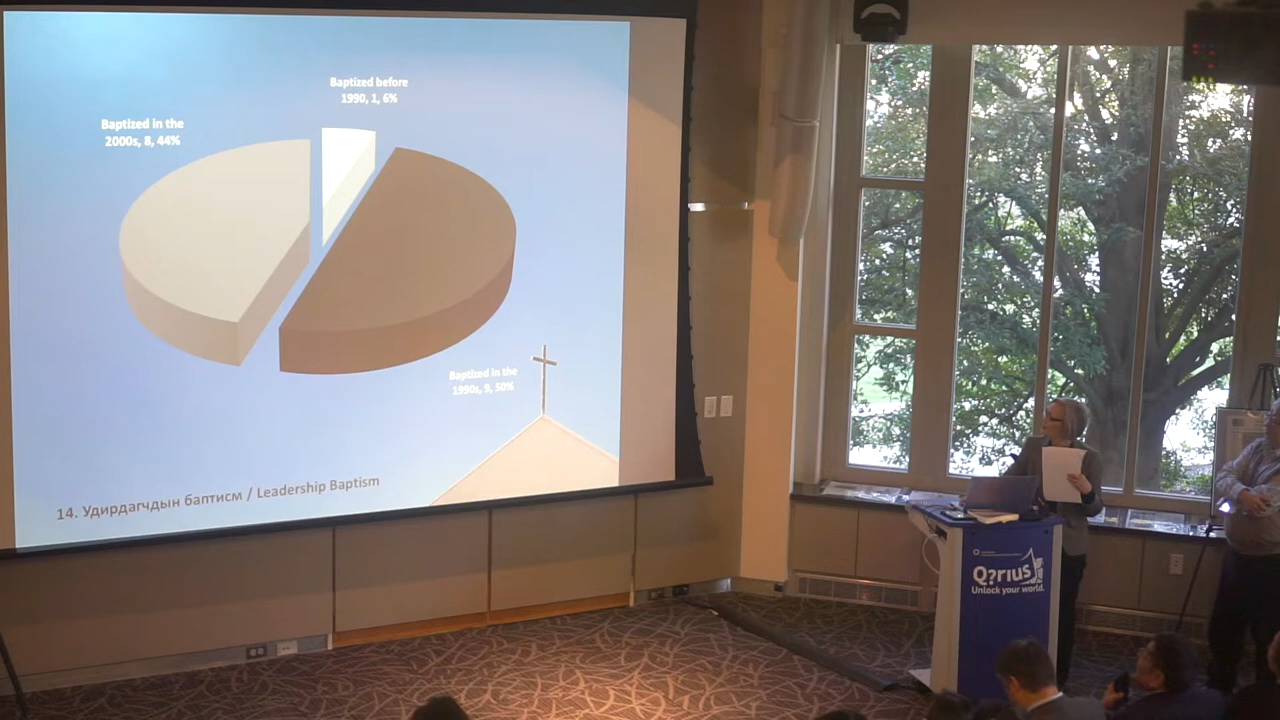 Baptized before
1990, 1, 6%
Baptized in the
2000s, 8, 44%
Baptized in the
1990s, 9, 50%
14. Удирдагчдын баптисм / Leadership Baptism
Q?rius
Unlock your world.